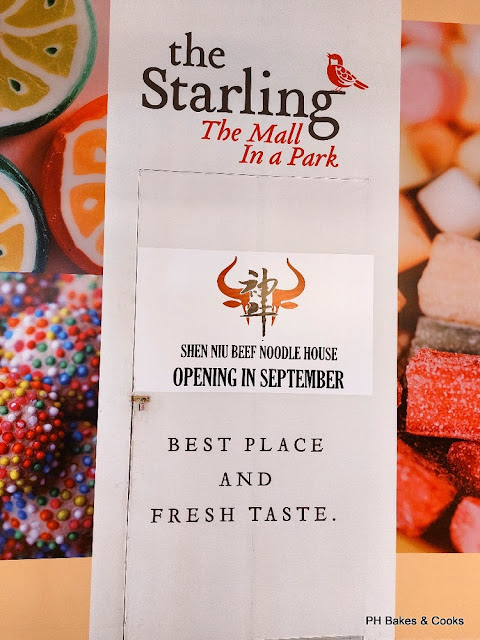 the
Starling
The Mall
In a Park
神牛
SHEN NIU BEEF NOODLE HOUSE
OPENING IN SEPTEMBER
BEST PLACE
AND
FRESH TASTE.
PH Bakes & Cooks